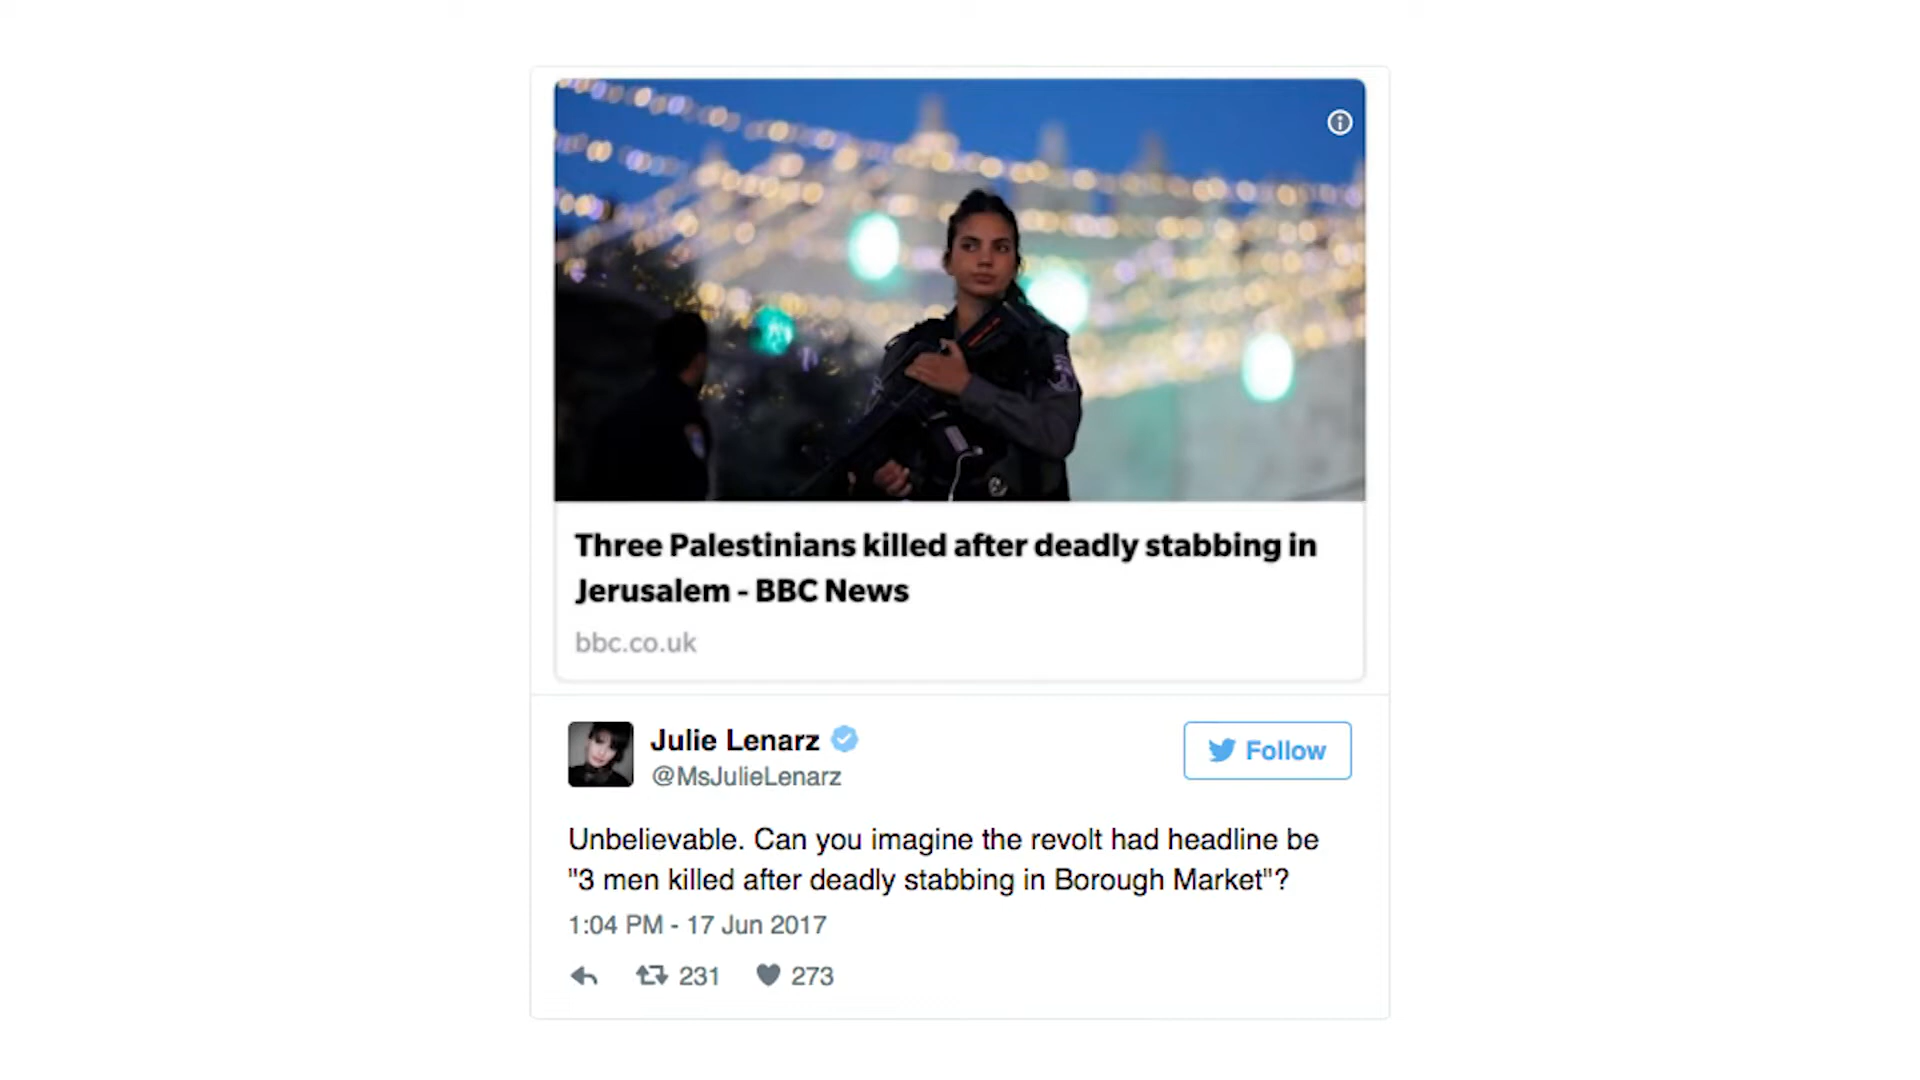 Three Palestinians killed after deadly stabbing in
Jerusalem - BBC News
bbc.co.uk
Julie Lenarz
@MsJulieLenarz
Follow
Unbelievable. Can you imagine the revolt had headline be
"3 men killed after deadly stabbing in Borough Market"?
1:04 PM - 17 Jun 2017
231 273